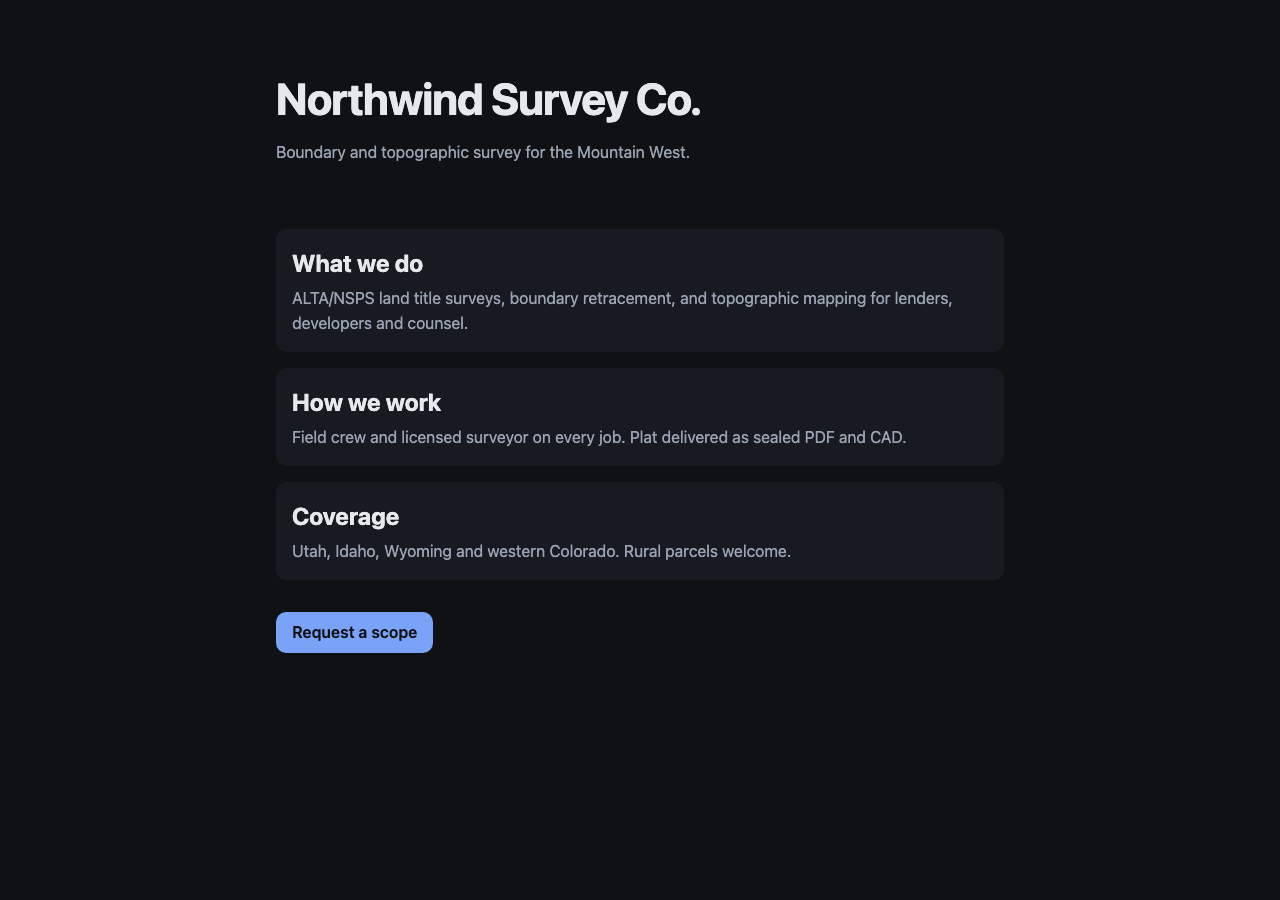 Northwind Survey Co.
Boundary and topographic survey for the Mountain West.
What we do
ALTA/NSPS land title surveys, boundary retracement, and topographic mapping for lenders,
developers and counsel.
How we work
Field crew and licensed surveyor on every job. Plat delivered as sealed PDF and CAD.
Coverage
Utah, Idaho, Wyoming and western Colorado. Rural parcels welcome.
Request a scope